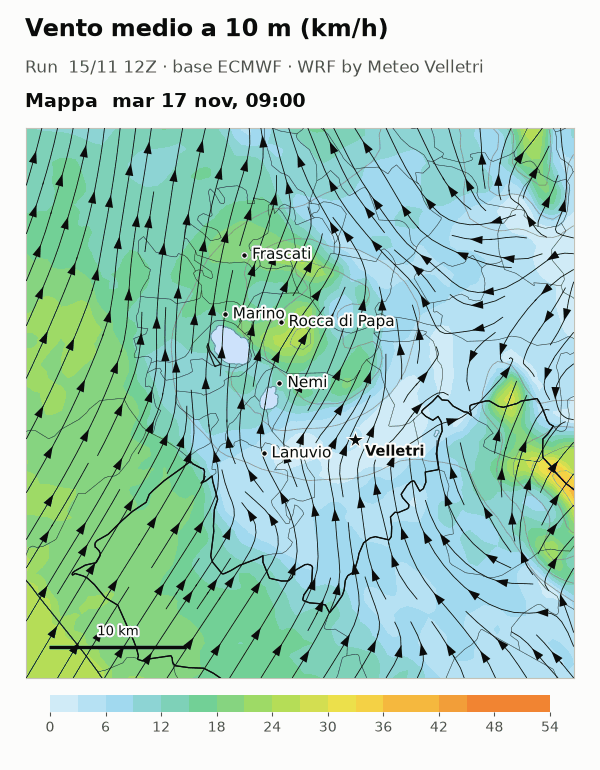 Vento medio a 10 m (km/h)
Run  15/11 12Z · base ECMWF · WRF by Meteo Velletri
Mappa  mar 17 nov, 09:00
Frascati
Marino
Rocca di Papa
Nemi
Lanuvio
Velletri
10 km
0 6 12 18 24 30 36 42 48 54